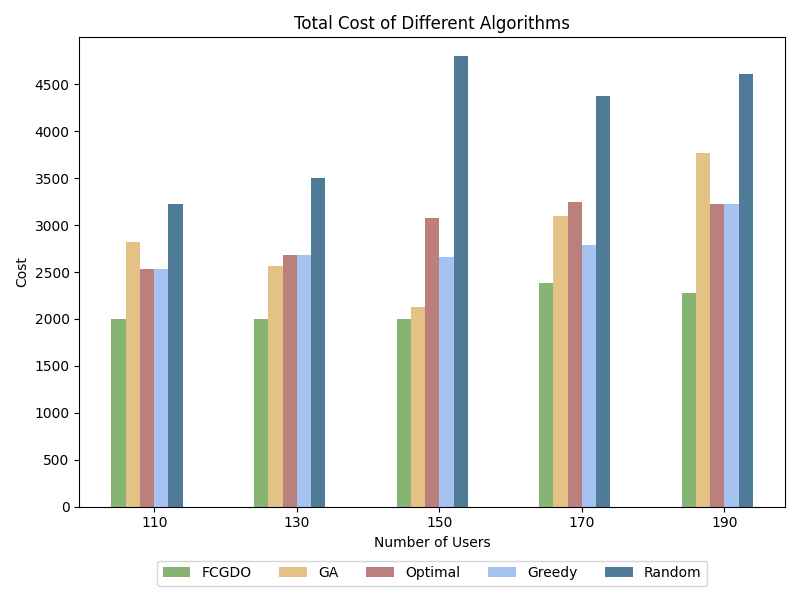 Total Cost of Different Algorithms
4500
4000
3500
3000
2500
2000
1500
1000
500
0
Cost
110 130 150 170 190
Number of Users
FCGDO GA Optimal Greedy Random